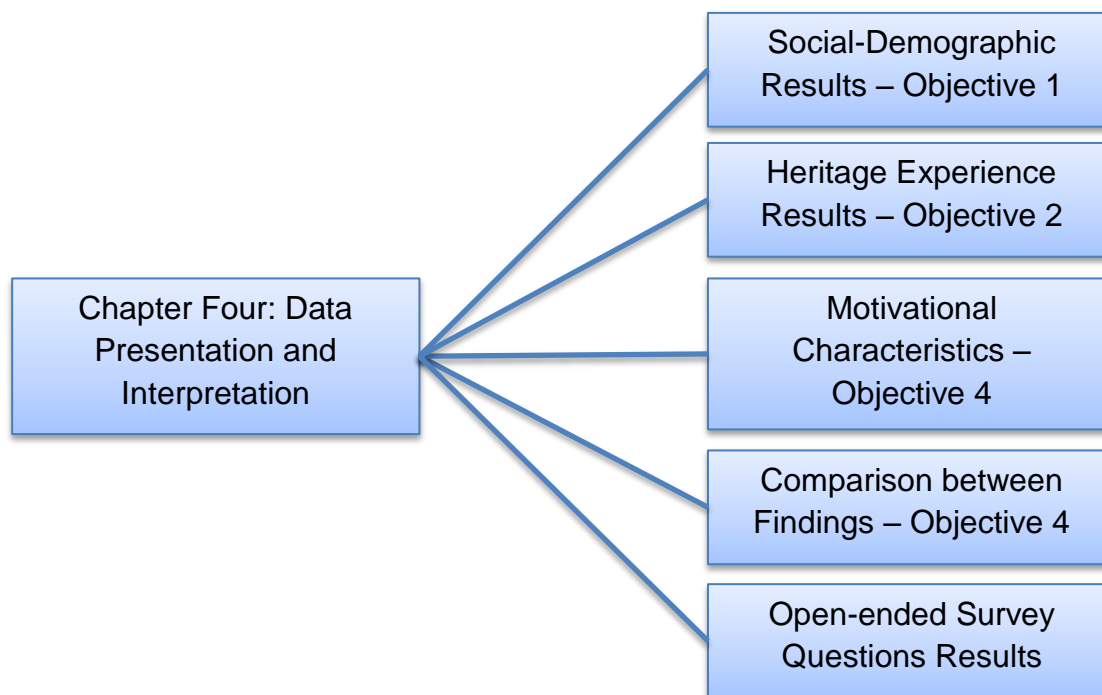 Social-Demographic
Results – Objective 1
Heritage Experience
Results – Objective 2
Chapter Four: Data
Presentation and
Interpretation
Motivational
Characteristics –
Objective 4
Comparison between
Findings – Objective 4
Open-ended Survey
Questions Results